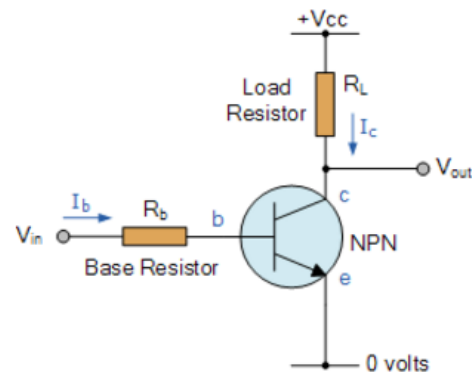 +Vcc
Load
Resistor
RL
Ic
Vout
Ib
Rb
b
c
Vin
NPN
Base Resistor
e
0 volts